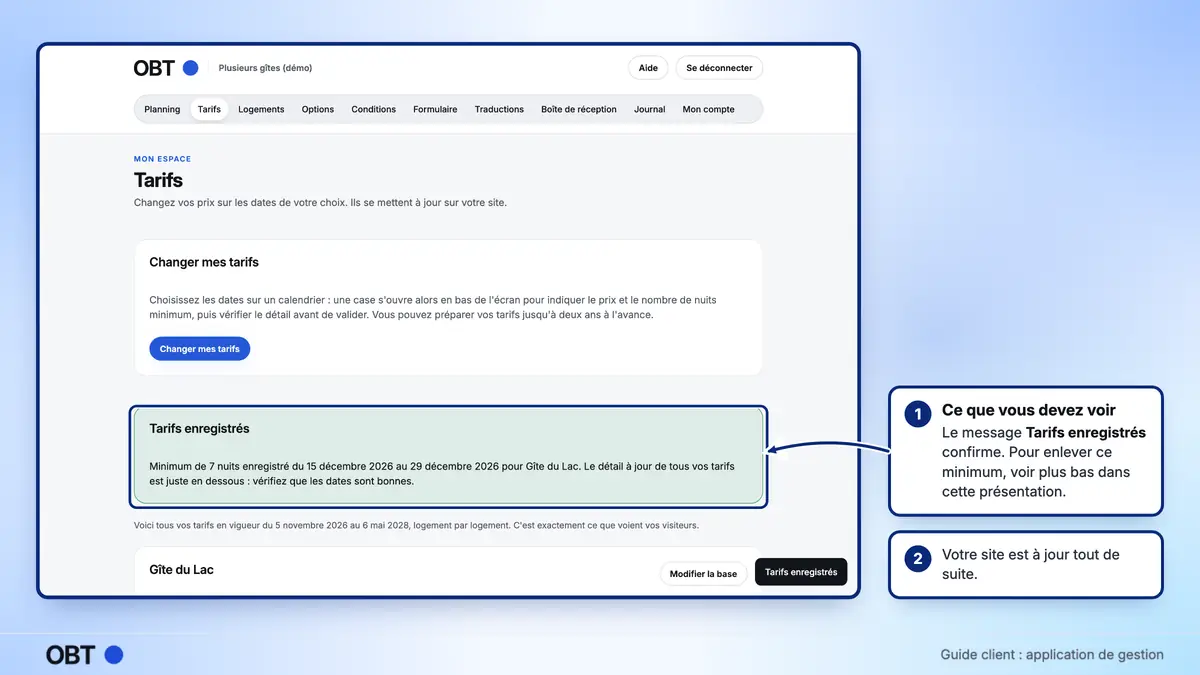 OBT
Plusieurs gîtes (démo)
Aide
Se déconnecter
Planning
Tarifs
Logements
Options
Conditions
Formulaire
Traductions
Boîte de réception
Journal
Mon compte
MON ESPACE
Tarifs
Changez vos prix sur les dates de votre choix. Ils se mettent à jour sur votre site.
Changer mes tarifs
Choisissez les dates sur un calendrier : une case s'ouvre alors en bas de l'écran pour indiquer le prix et le nombre de nuits
minimum, puis vérifier le détail avant de valider. Vous pouvez préparer vos tarifs jusqu'à deux ans à l'avance.
Changer mes tarifs
Tarifs enregistrés
Minimum de 7 nuits enregistré du 15 décembre 2026 au 29 décembre 2026 pour Gîte du Lac. Le détail à jour de tous vos tarifs
est juste en dessous : vérifiez que les dates sont bonnes.
Voici tous vos tarifs en vigueur du 5 novembre 2026 au 6 mai 2028, logement par logement. C'est exactement ce que voient vos visiteurs.
Gîte du Lac
Modifier la base
Tarifs enregistrés
1
Ce que vous devez voir
Le message Tarifs enregistrés
confirme. Pour enlever ce
minimum, voir plus bas dans
cette présentation.
2
Votre site est à jour tout de
suite.
OBT
Guide client : application de gestion